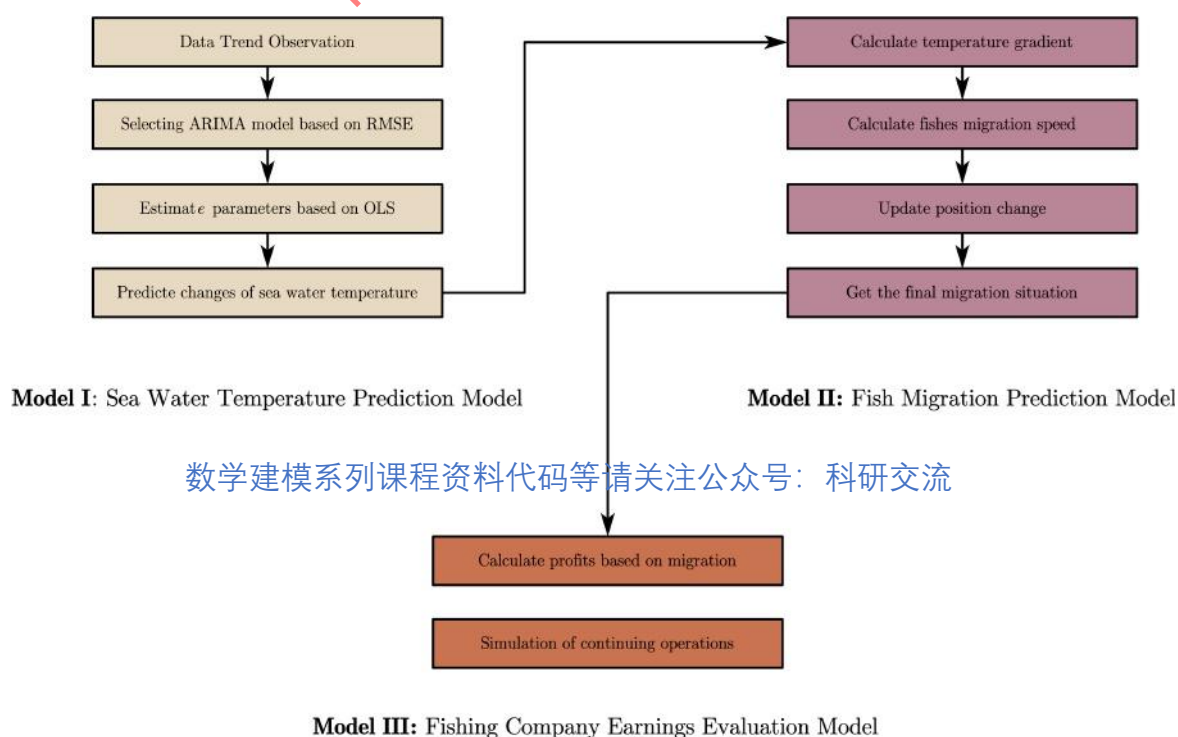 Data Trend Observation
Selecting ARIMA model based on RMSE
Estimate parameters based on OLS
Predicte changes of sea water temperature
Model I: Sea Water Temperature Prediction Model
Calculate temperature gradient
Calculate fishes migration speed
Update position change
Get the final migration situation
Model II: Fish Migration Prediction Model
数学建模系列课程资料代码等请关注公众号：科研交流
Calculate profits based on migration
Simulation of continuing operations
Model III: Fishing Company Earnings Evaluation Model